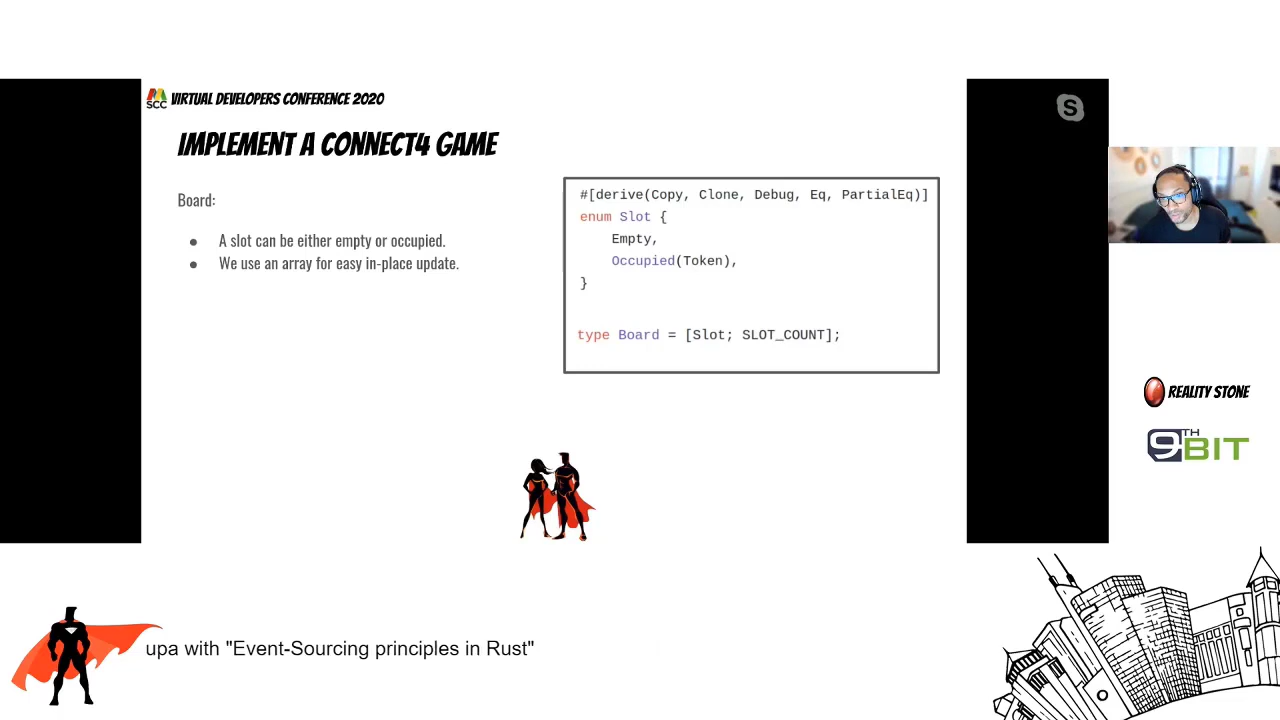 SCC VIRTUAL DEVELOPERS CONFERENCE 2020
IMPLEMENT A CONNECT4 GAME
Board:
● A slot can be either empty or occupied.
● We use an array for easy in-place update.
#[derive(Copy, Clone, Debug, Eq, PartialEq)]
enum Slot {
Empty,
Occupied(Token),
}
type Board = [Slot; SLOT_COUNT];
S
REALITY STONE
9TH BIT
upa with "Event-Sourcing principles in Rust"